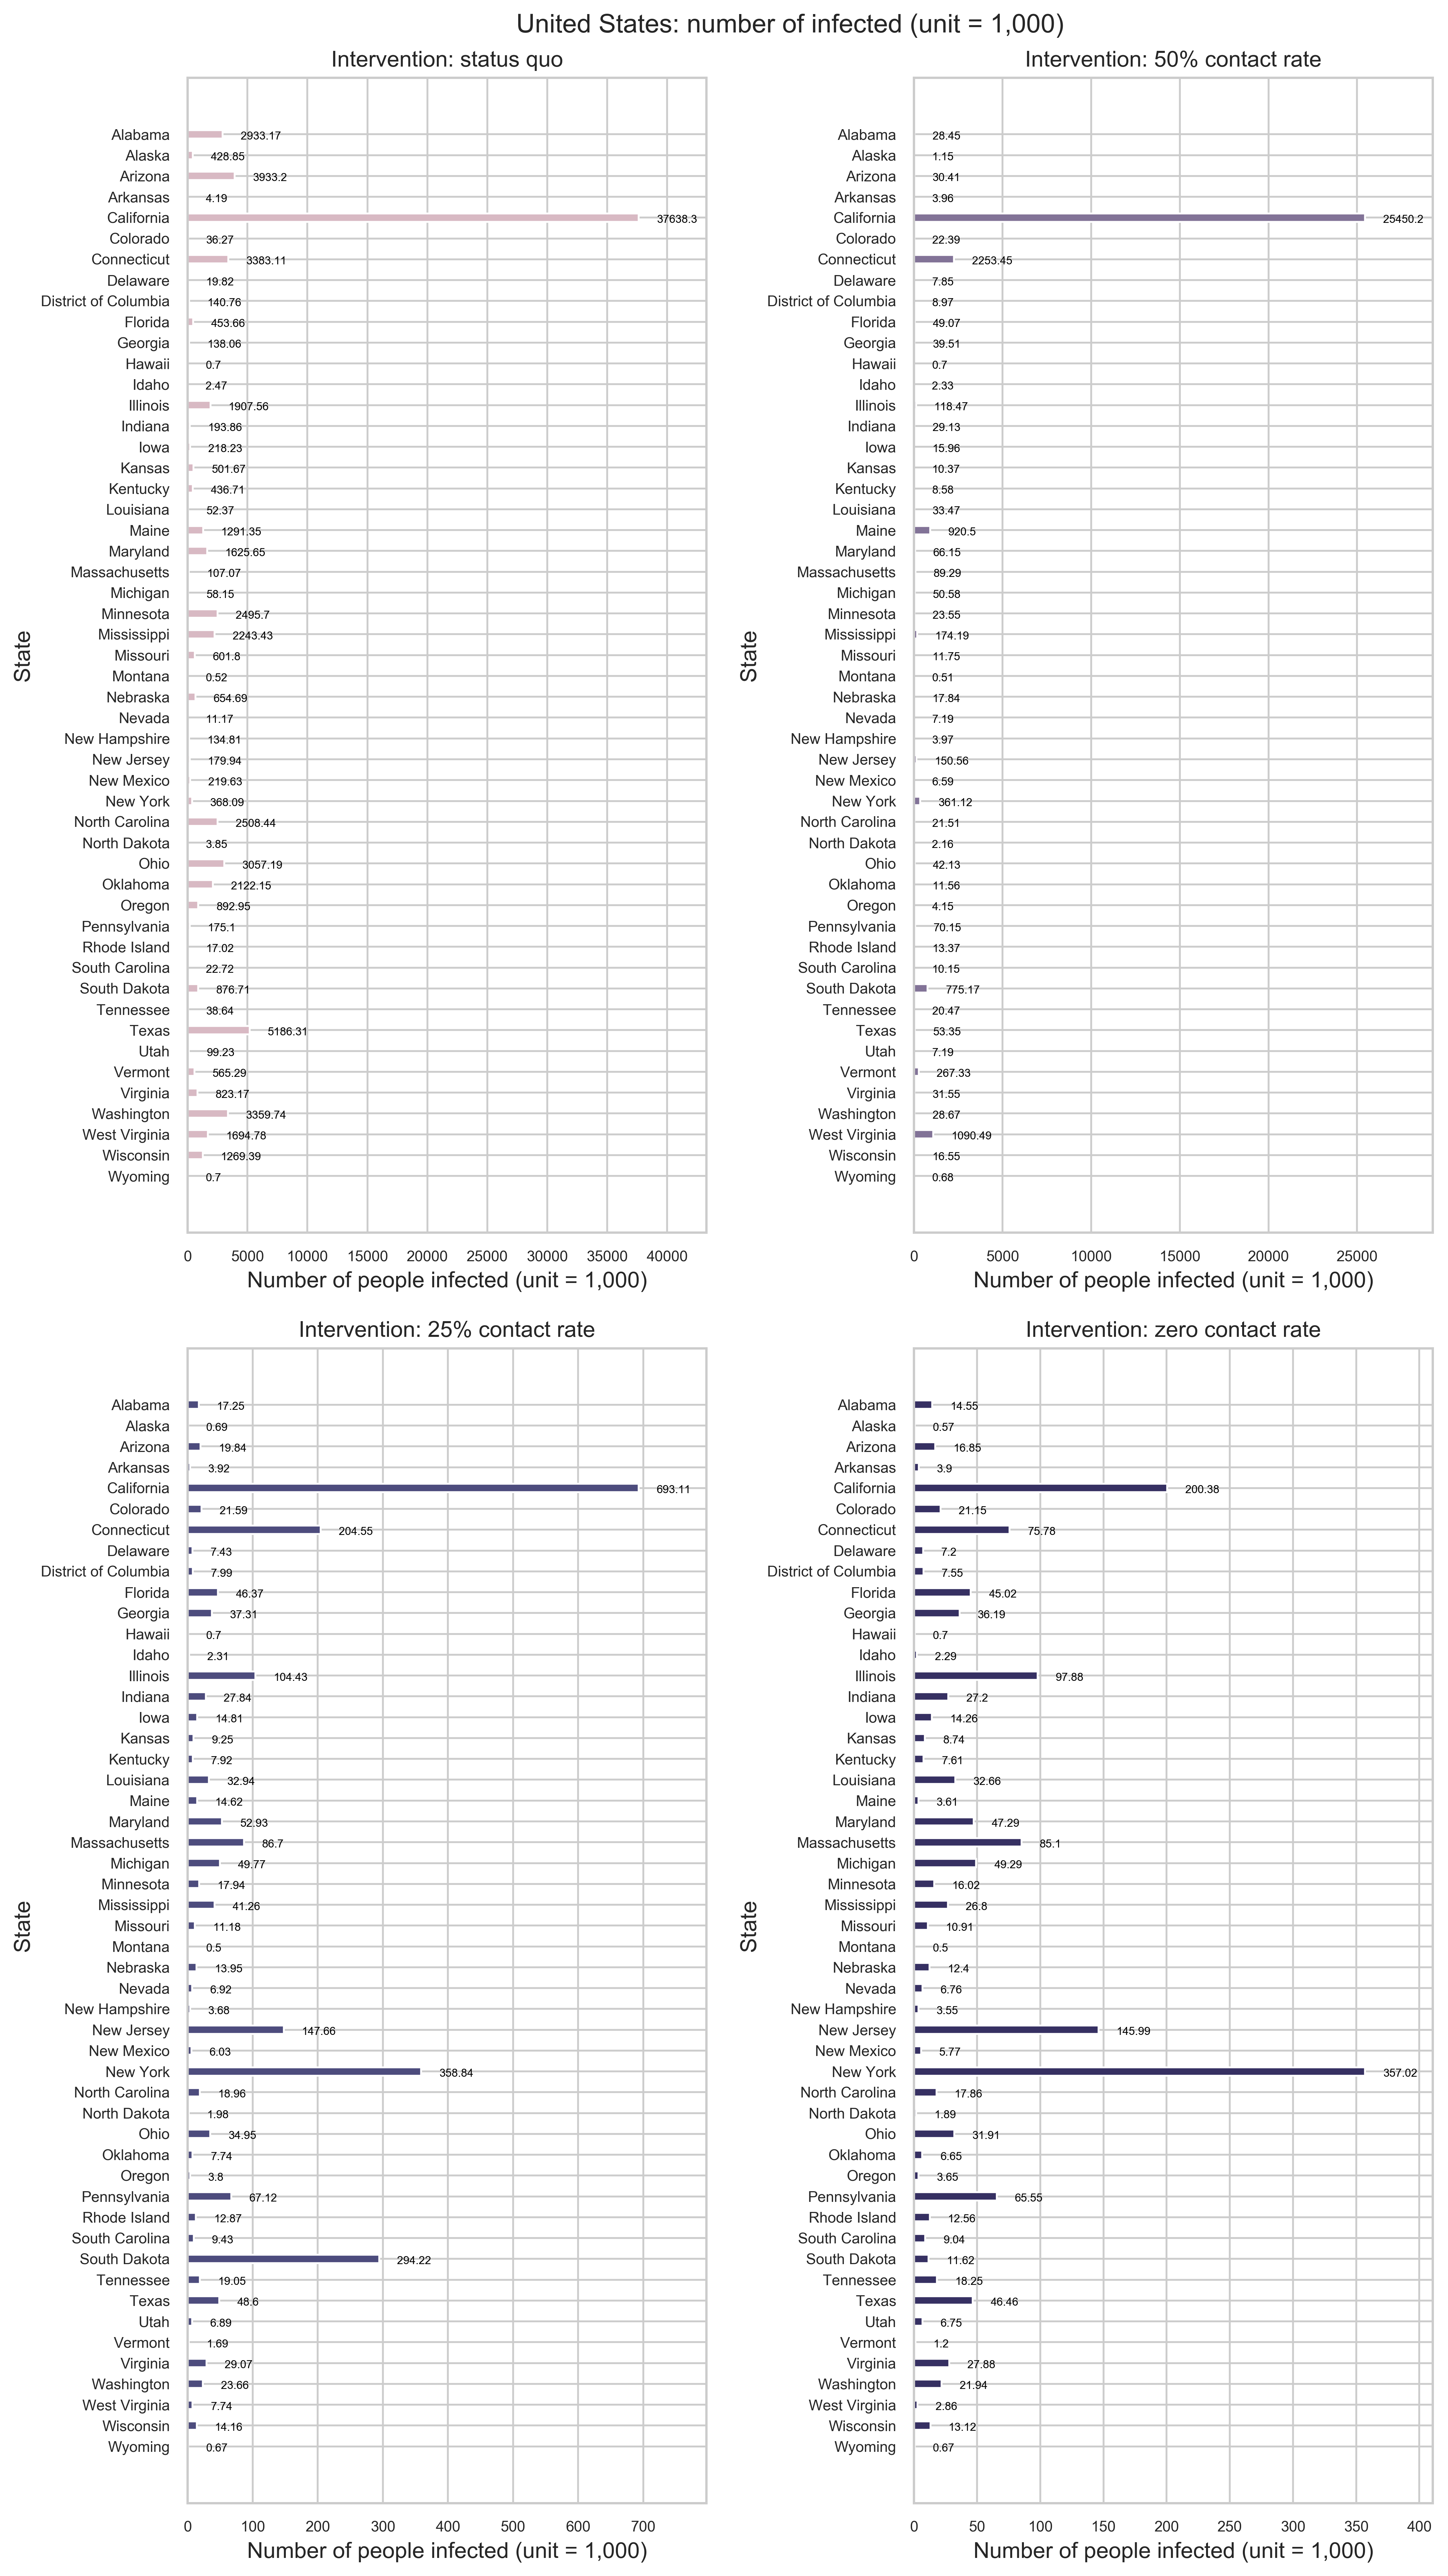 United States: number of infected (unit = 1,000)
Intervention: status quo
Alabama 2933.17
Alaska 428.85
Arizona 3933.2
Arkansas 4.19
California 37638.3
Colorado 36.27
Connecticut 3383.11
Delaware 19.82
District of Columbia 140.76
Florida 453.66
Georgia 138.06
Hawaii 0.7
Idaho 2.47
Illinois 1907.56
Indiana 193.86
Iowa 218.23
Kansas 501.67
Kentucky 436.71
Louisiana 52.37
Maine 1291.35
Maryland 1625.65
Massachusetts 107.07
Michigan 58.15
Minnesota 2495.7
Mississippi 2243.43
Missouri 601.8
Montana 0.52
Nebraska 654.69
Nevada 11.17
New Hampshire 134.81
New Jersey 179.94
New Mexico 219.63
New York 368.09
North Carolina 2508.44
North Dakota 3.85
Ohio 3057.19
Oklahoma 2122.15
Oregon 892.95
Pennsylvania 175.1
Rhode Island 17.02
South Carolina 22.72
South Dakota 876.71
Tennessee 38.64
Texas 5186.31
Utah 99.23
Vermont 565.29
Virginia 823.17
Washington 3359.74
West Virginia 1694.78
Wisconsin 1269.39
Wyoming 0.7
State
0 5000 10000 15000 20000 25000 30000 35000 40000
Number of people infected (unit = 1,000)
Intervention: 50% contact rate
Alabama 28.45
Alaska 1.15
Arizona 30.41
Arkansas 3.96
California 25450.2
Colorado 22.39
Connecticut 2253.45
Delaware 7.85
District of Columbia 8.97
Florida 49.07
Georgia 39.51
Hawaii 0.7
Idaho 2.33
Illinois 118.47
Indiana 29.13
Iowa 15.96
Kansas 10.37
Kentucky 8.58
Louisiana 33.47
Maine 920.5
Maryland 66.15
Massachusetts 89.29
Michigan 50.58
Minnesota 23.55
Mississippi 174.19
Missouri 11.75
Montana 0.51
Nebraska 17.84
Nevada 7.19
New Hampshire 3.97
New Jersey 150.56
New Mexico 6.59
New York 361.12
North Carolina 21.51
North Dakota 2.16
Ohio 42.13
Oklahoma 11.56
Oregon 4.15
Pennsylvania 70.15
Rhode Island 13.37
South Carolina 10.15
South Dakota 775.17
Tennessee 20.47
Texas 53.35
Utah 7.19
Vermont 267.33
Virginia 31.55
Washington 28.67
West Virginia 1090.49
Wisconsin 16.55
Wyoming 0.68
State
0 5000 10000 15000 20000 25000
Number of people infected (unit = 1,000)
Intervention: 25% contact rate
Alabama 17.25
Alaska 0.69
Arizona 19.84
Arkansas 3.92
California 693.11
Colorado 21.59
Connecticut 204.55
Delaware 7.43
District of Columbia 7.99
Florida 46.37
Georgia 37.31
Hawaii 0.7
Idaho 2.31
Illinois 104.43
Indiana 27.84
Iowa 14.81
Kansas 9.25
Kentucky 7.92
Louisiana 32.94
Maine 14.62
Maryland 52.93
Massachusetts 86.7
Michigan 49.77
Minnesota 17.94
Mississippi 41.26
Missouri 11.18
Montana 0.5
Nebraska 13.95
Nevada 6.92
New Hampshire 3.68
New Jersey 147.66
New Mexico 6.03
New York 358.84
North Carolina 18.96
North Dakota 1.98
Ohio 34.95
Oklahoma 7.74
Oregon 3.8
Pennsylvania 67.12
Rhode Island 12.87
South Carolina 9.43
South Dakota 294.22
Tennessee 19.05
Texas 48.6
Utah 6.89
Vermont 1.69
Virginia 29.07
Washington 23.66
West Virginia 7.74
Wisconsin 14.16
Wyoming 0.67
State
0 100 200 300 400 500 600 700
Number of people infected (unit = 1,000)
Intervention: zero contact rate
Alabama 14.55
Alaska 0.57
Arizona 16.85
Arkansas 3.9
California 200.38
Colorado 21.15
Connecticut 75.78
Delaware 7.2
District of Columbia 7.55
Florida 45.02
Georgia 36.19
Hawaii 0.7
Idaho 2.29
Illinois 97.88
Indiana 27.2
Iowa 14.26
Kansas 8.74
Kentucky 7.61
Louisiana 32.66
Maine 3.61
Maryland 47.29
Massachusetts 85.1
Michigan 49.29
Minnesota 16.02
Mississippi 26.8
Missouri 10.91
Montana 0.5
Nebraska 12.4
Nevada 6.76
New Hampshire 3.55
New Jersey 145.99
New Mexico 5.77
New York 357.02
North Carolina 17.86
North Dakota 1.89
Ohio 31.91
Oklahoma 6.65
Oregon 3.65
Pennsylvania 65.55
Rhode Island 12.56
South Carolina 9.04
South Dakota 11.62
Tennessee 18.25
Texas 46.46
Utah 6.75
Vermont 1.2
Virginia 27.88
Washington 21.94
West Virginia 2.86
Wisconsin 13.12
Wyoming 0.67
State
0 50 100 150 200 250 300 350 400
Number of people infected (unit = 1,000)